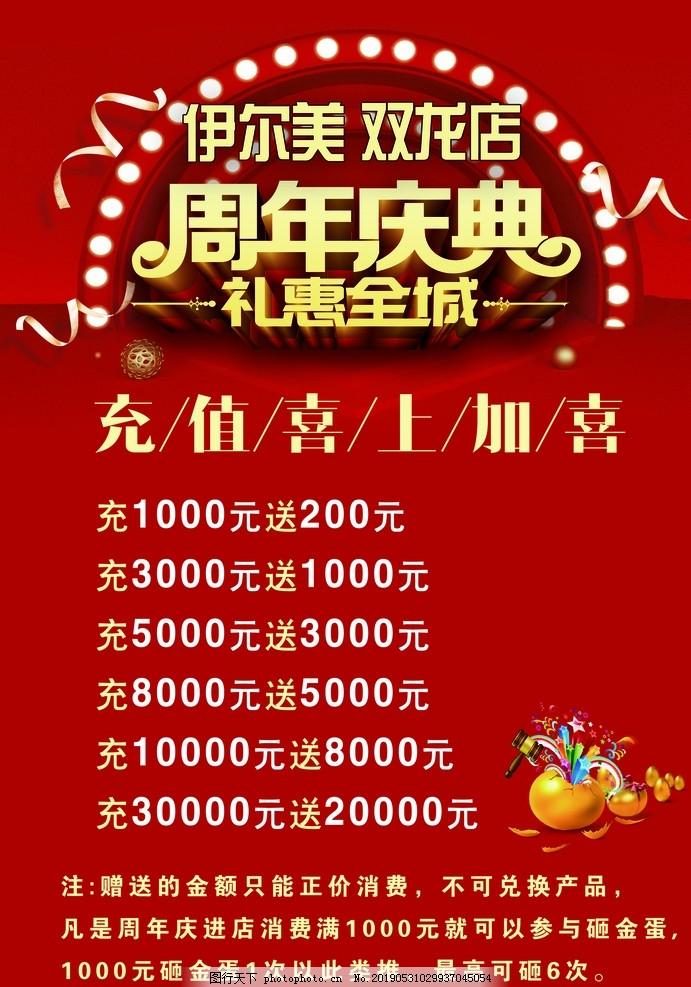 伊尔美 双龙店
周年庆典
礼惠全城
充/值/喜/上/加/喜
充1000元送200元
充3000元送1000元
充5000元送3000元
充8000元送5000元
充10000元送8000元
充30000元送20000元
注:赠送的金额只能正价消费，不可兑换产品，
凡是周年庆进店消费满1000元就可以参与砸金蛋,
1000元砸金蛋1次以此类推，最高可砸6次。
图行天下 photophoto.cn No.20190531029937045054